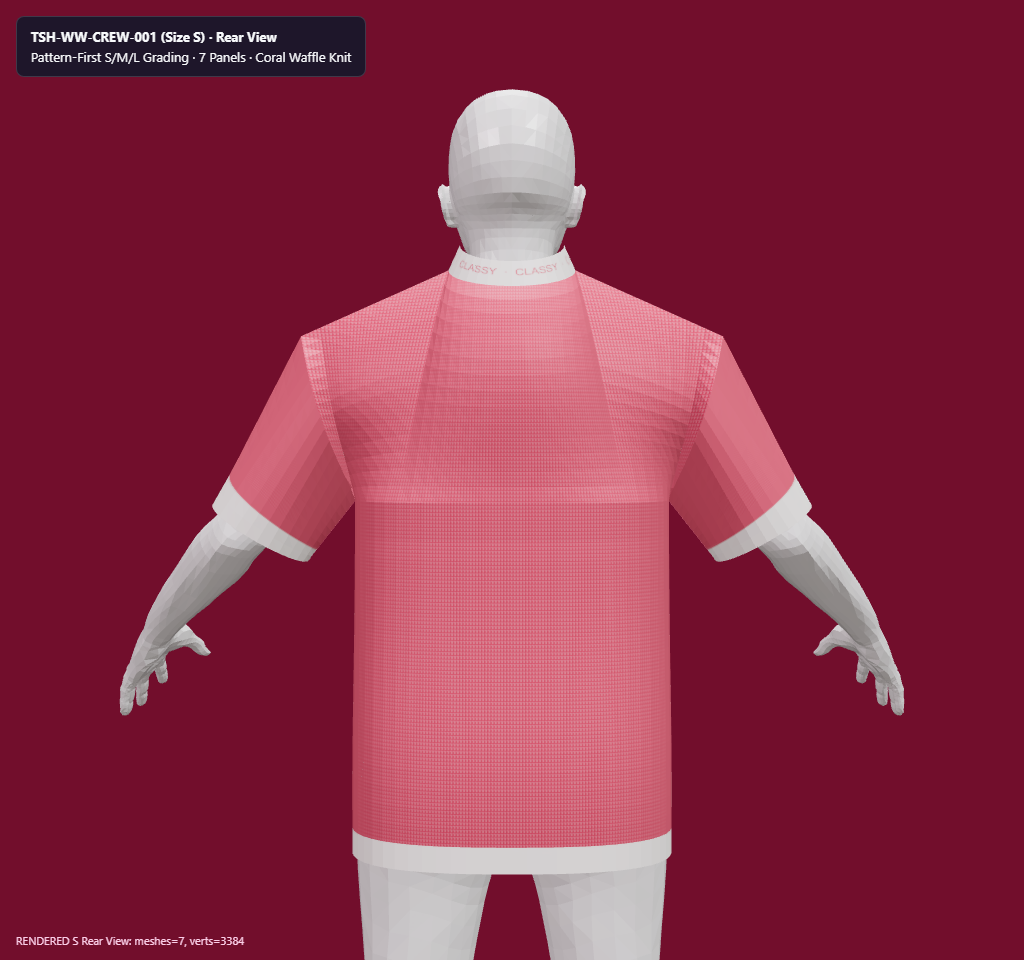 TSH-WW-CREW-001 (Size S) · Rear View
Pattern-First S/M/L Grading · 7 Panels · Coral Waffle Knit
CLASSY CLASSY
RENDERED S Rear View: meshes=7, verts=3384